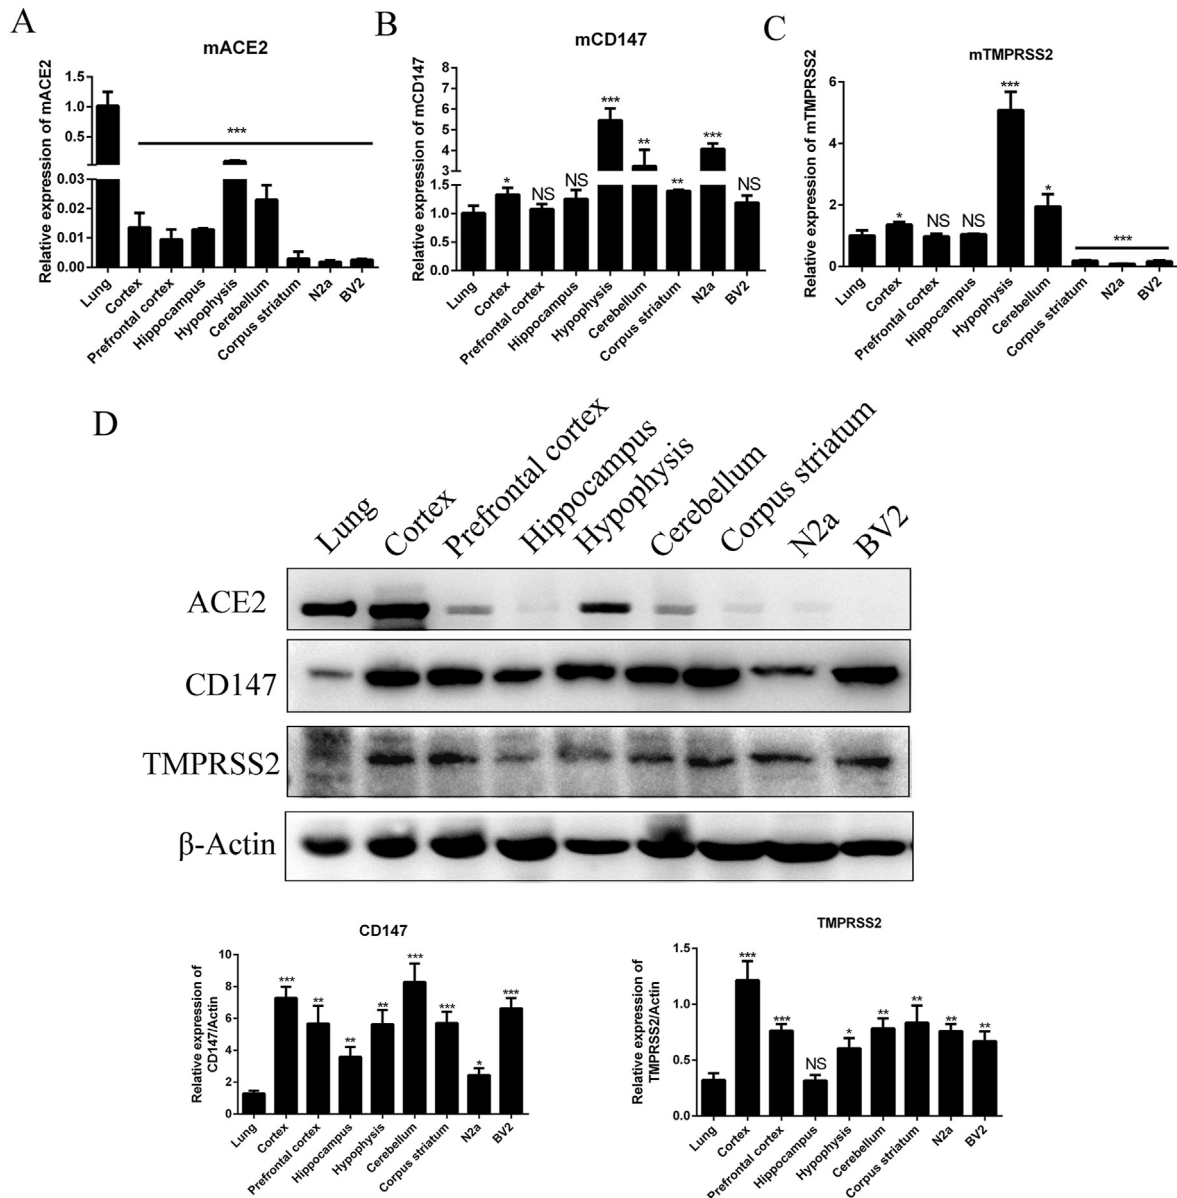 A
mACE2
Relative expression of mACE2
1.5
1.0
0.5
0.03
0.02
0.01
0.00
***
Lung
Cortex
Prefrontal cortex
Hippocampus
Hypophysis
Cerebellum
Corpus striatum
N2a
BV2
B
mCD147
Relative expression of mCD147
8
7
6
5
4
3
1.5
1.0
0.5
0.0
*
NS
NS
***
**
**
***
NS
Lung
Cortex
Prefrontal cortex
Hippocampus
Hypophysis
Cerebellum
Corpus striatum
N2a
BV2
C
mTMPRSS2
Relative expression of mTMPRSS2
6
4
2
0
*
NS
NS
***
*
***
Lung
Cortex
Prefrontal cortex
Hippocampus
Hypophysis
Cerebellum
Corpus striatum
N2a
BV2
D
Lung
Cortex
Prefrontal cortex
Hippocampus
Hypophysis
Cerebellum
Corpus striatum
N2a
BV2
ACE2
CD147
TMPRSS2
β-Actin
CD147
Relative expression of
CD147/Actin
10
8
6
4
2
0
***
**
**
**
***
***
*
***
Lung
Cortex
Prefrontal cortex
Hippocampus
Hypophysis
Cerebellum
Corpus striatum
N2a
BV2
TMPRSS2
Relative expression of
TMPRSS2/Actin
1.5
1.0
0.5
0.0
***
***
NS
*
**
**
**
**
Lung
Cortex
Prefrontal cortex
Hippocampus
Hypophysis
Cerebellum
Corpus striatum
N2a
BV2